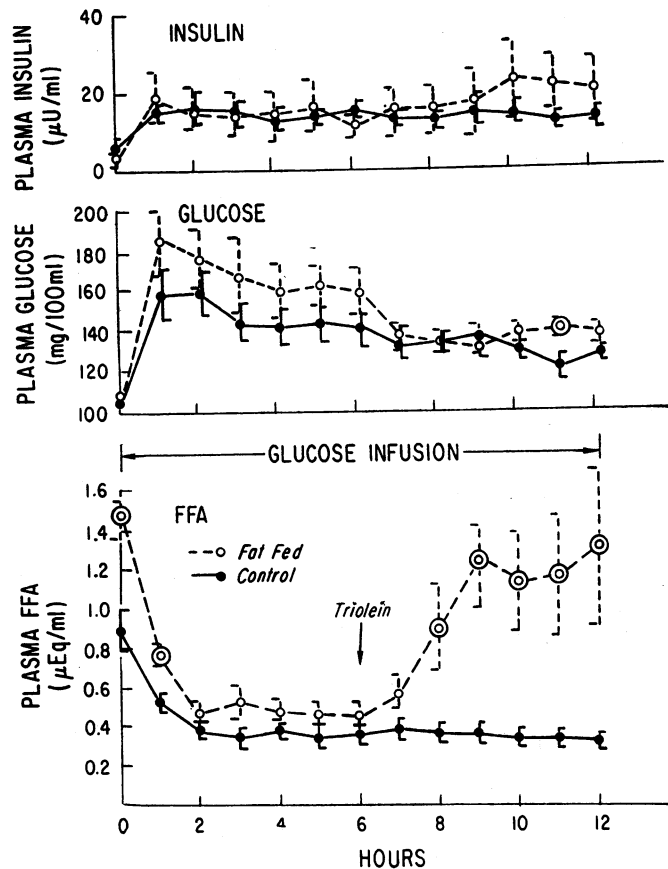 INSULIN
PLASMA INSULIN
(µU/ml)
40
20
0
GLUCOSE
PLASMA GLUCOSE
(mg/100ml)
200
180
160
140
120
100
GLUCOSE INFUSION
FFA
Fat Fed
Control
Triolein
PLASMA FFA
(µEq/ml)
1.6
1.4
1.2
1.0
0.8
0.6
0.4
0.2
0 2 4 6 8 10 12
HOURS